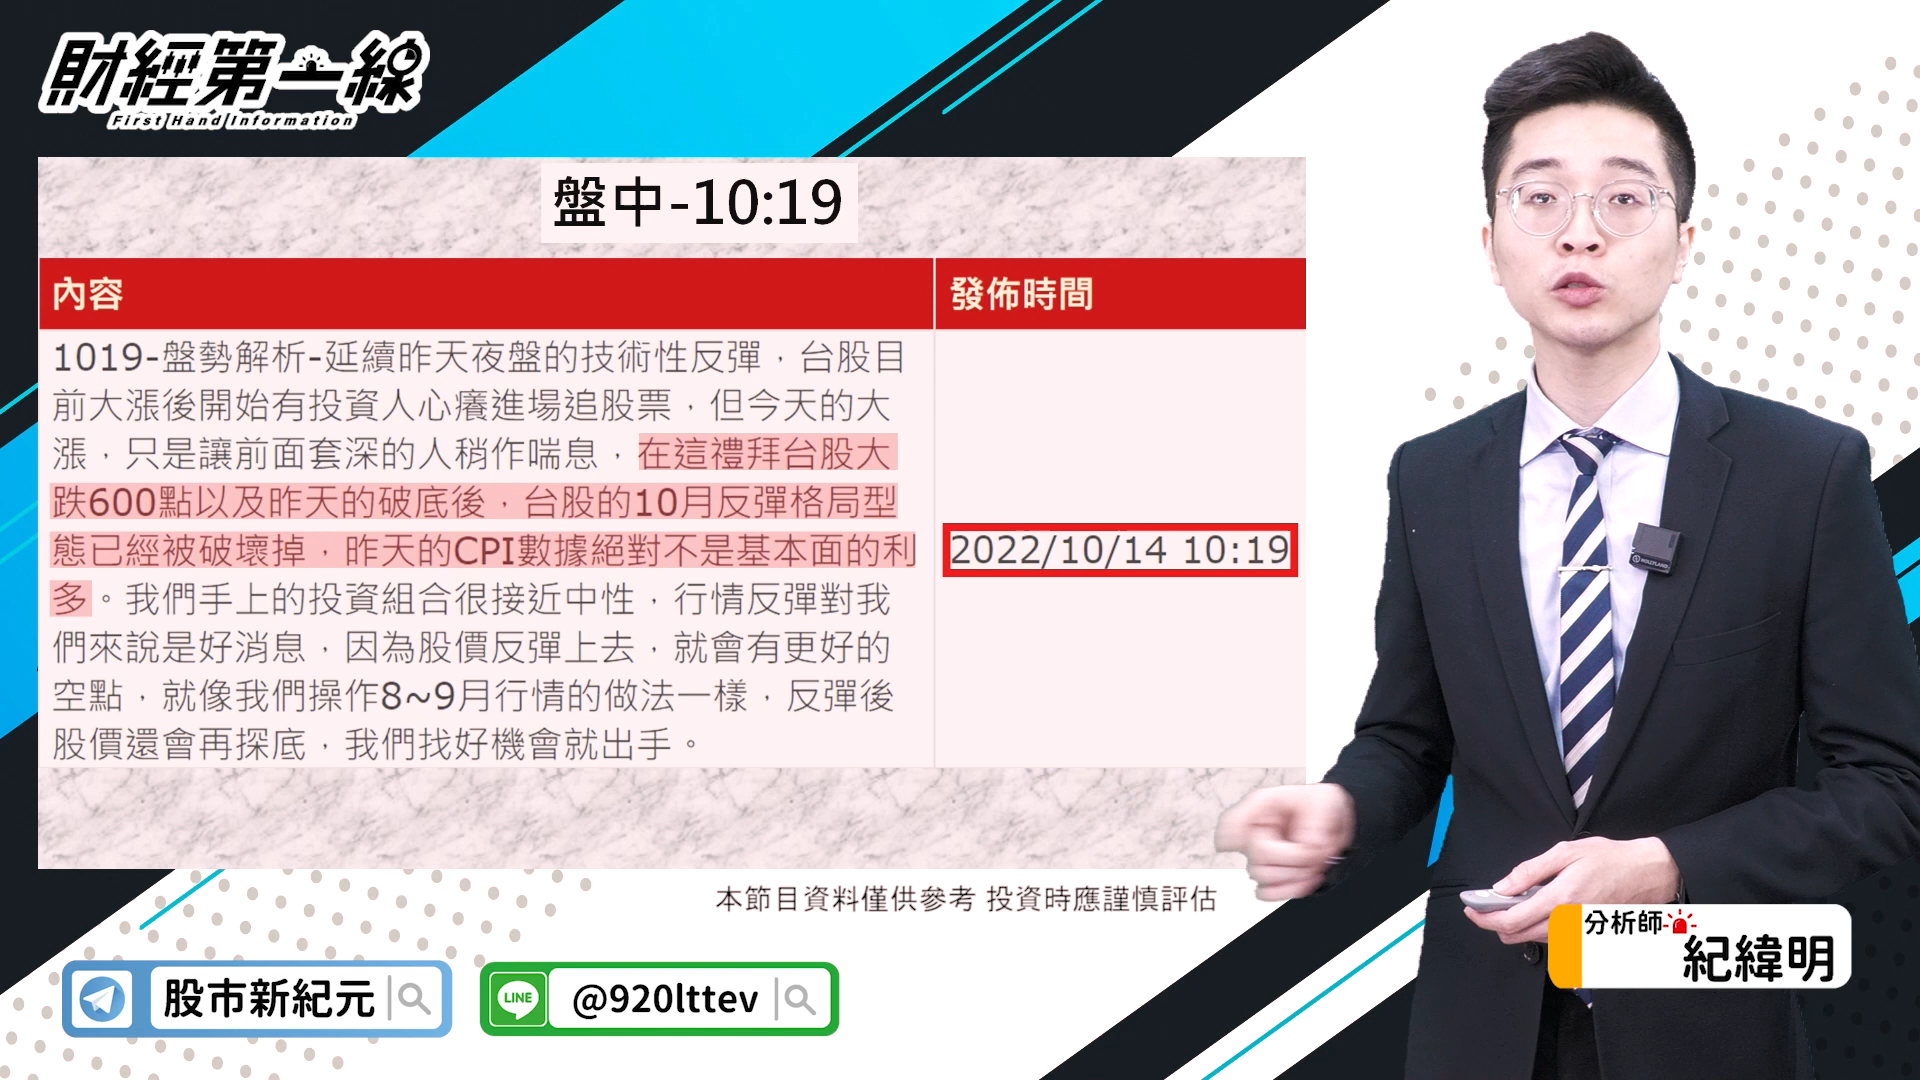 財經第一線
First Hand Information
盤中-10:19
內容
發佈時間
1019-盤勢解析-延續昨天夜盤的技術性反彈，台股目
前大漲後開始有投資人心癢進場追股票，但今天的大
漲，只是讓前面套深的人稍作喘息，在這禮拜台股大
跌600點以及昨天的破底後，台股的10月反彈格局型
態已經被破壞掉，昨天的CPI數據絕對不是基本面的利
多。我們手上的投資組合很接近中性，行情反彈對我
們來說是好消息，因為股價反彈上去，就會有更好的
空點，就像我們操作8~9月行情的做法一樣，反彈後
股價還會再探底，我們找好機會就出手。
2022/10/14 10:19
HOLLYLAND
本節目資料僅供參考 投資時應謹慎評估
分析師
紀緯明
股市新紀元
LINE
@920lttev